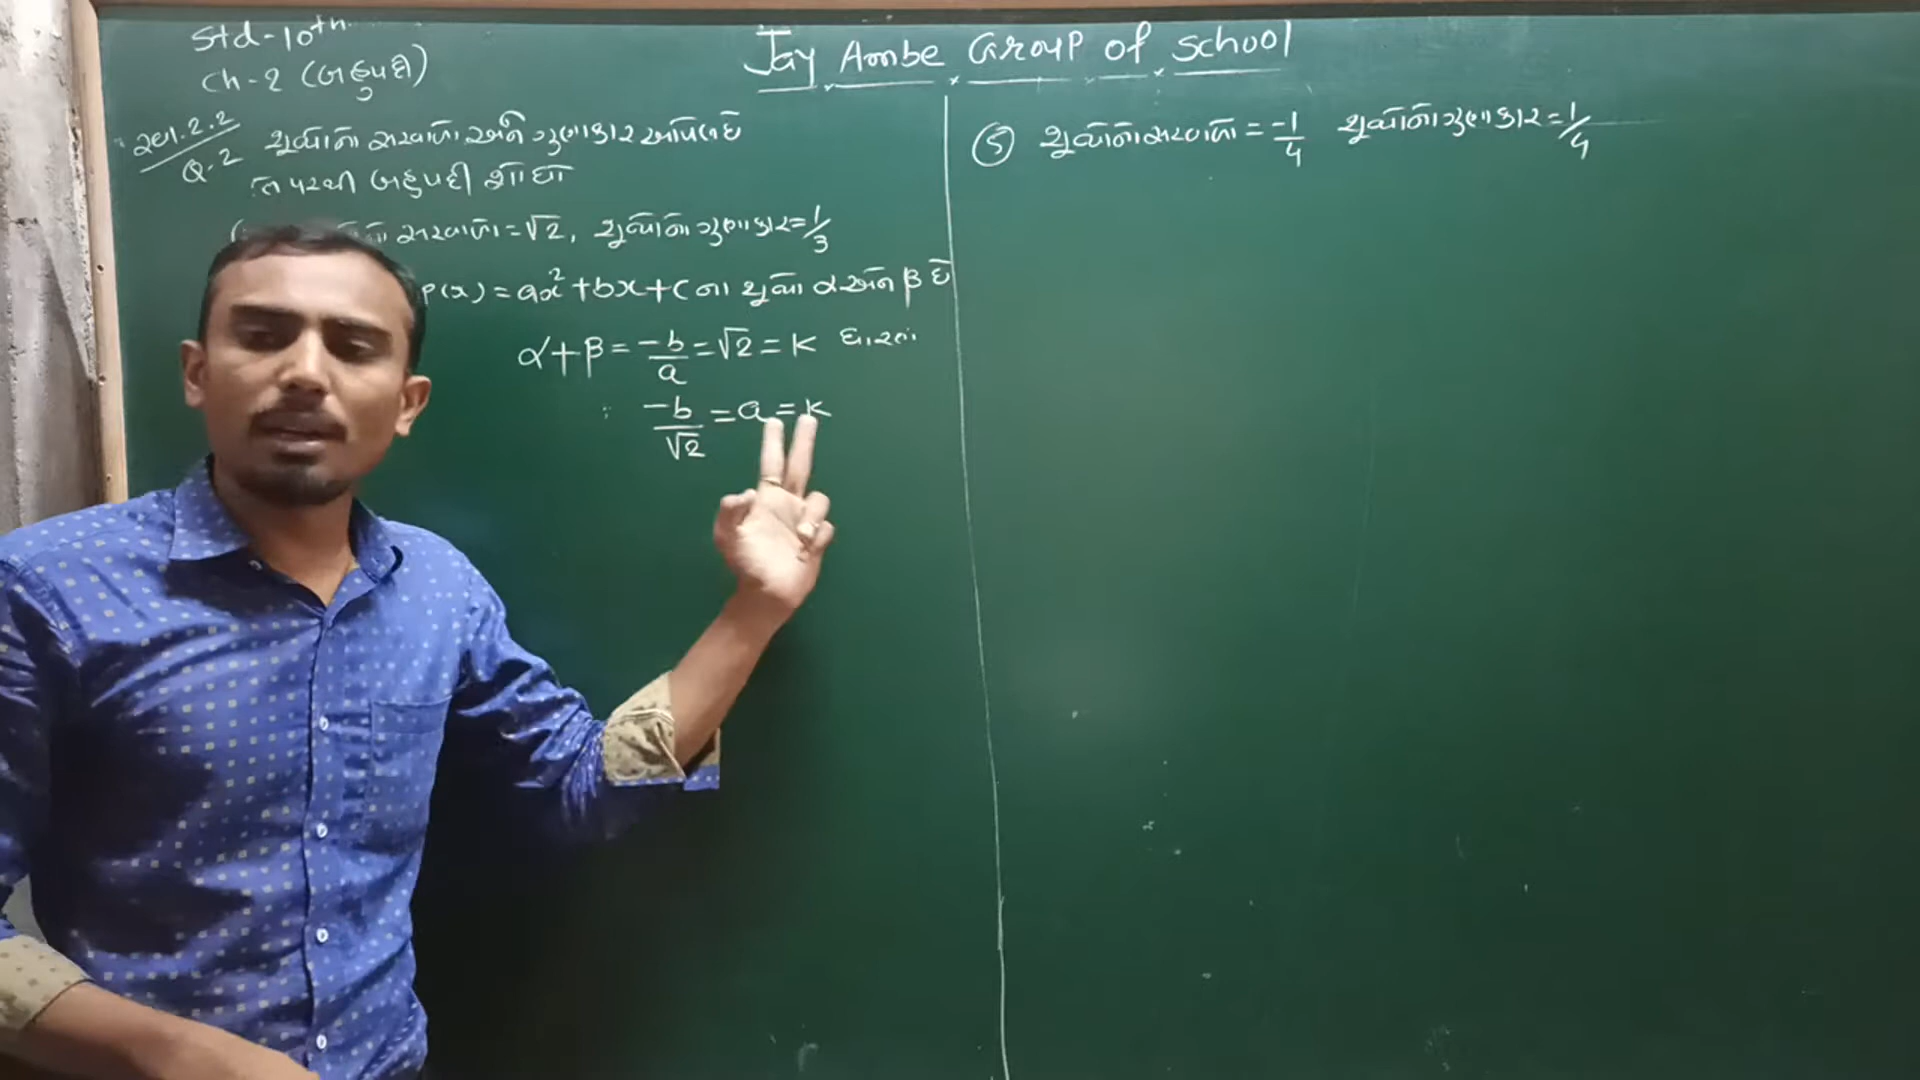 Std-10th
Ch-2 (બહુપદી)
Jay Ambe Group of School
સ્વા.2.2
Q.2
શૂન્યોના સરવાળા અને ગુણાકાર આપેલ છે
તે પરથી બહુપદી શોધો
સરવાળો = √2, શૂન્યોનો ગુણાકાર = 1/3
P(x) = ax² + bx + c ના શૂન્યો α અને β છે
α + β = -b/a = √2 = K ધારતાં
∴ -b/√2 = a = K
(5) શૂન્યોનો સરવાળો = -1/4 શૂન્યોનો ગુણાકાર = 1/4